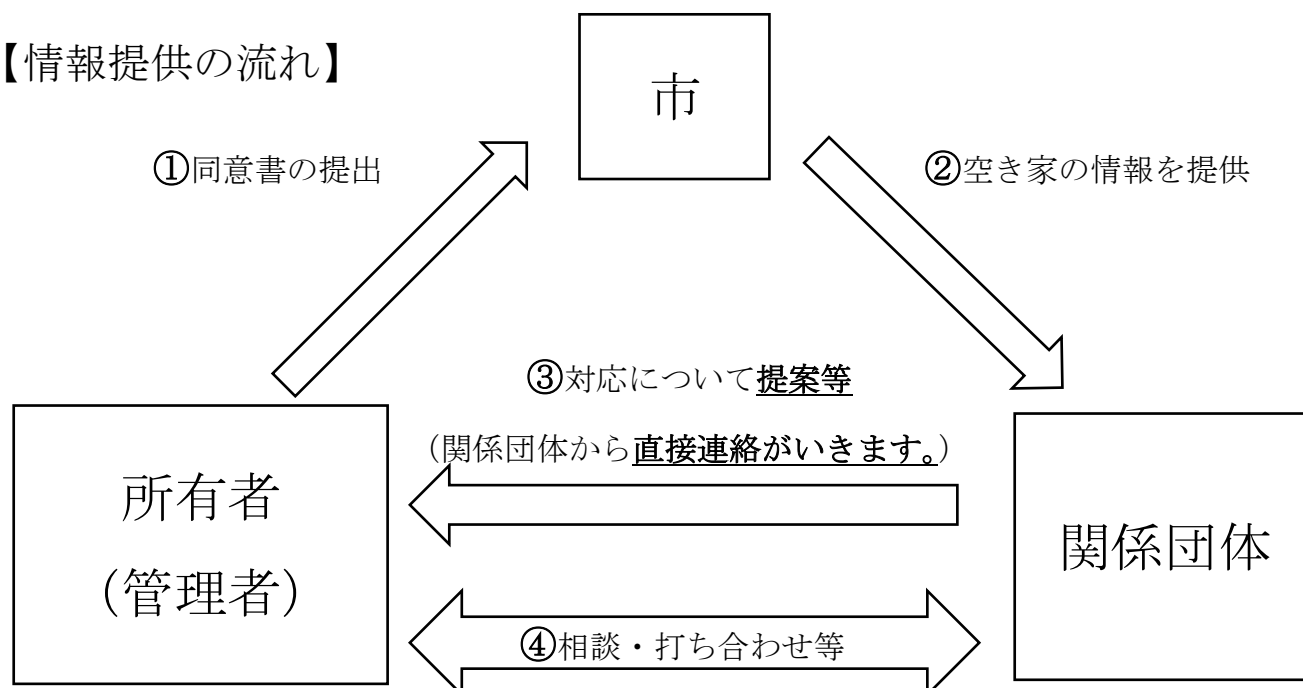 【情報提供の流れ】
市
①同意書の提出
②空き家の情報を提供
③対応について提案等
(関係団体から直接連絡がいきます。)
所有者
(管理者)
関係団体
④相談・打ち合わせ等